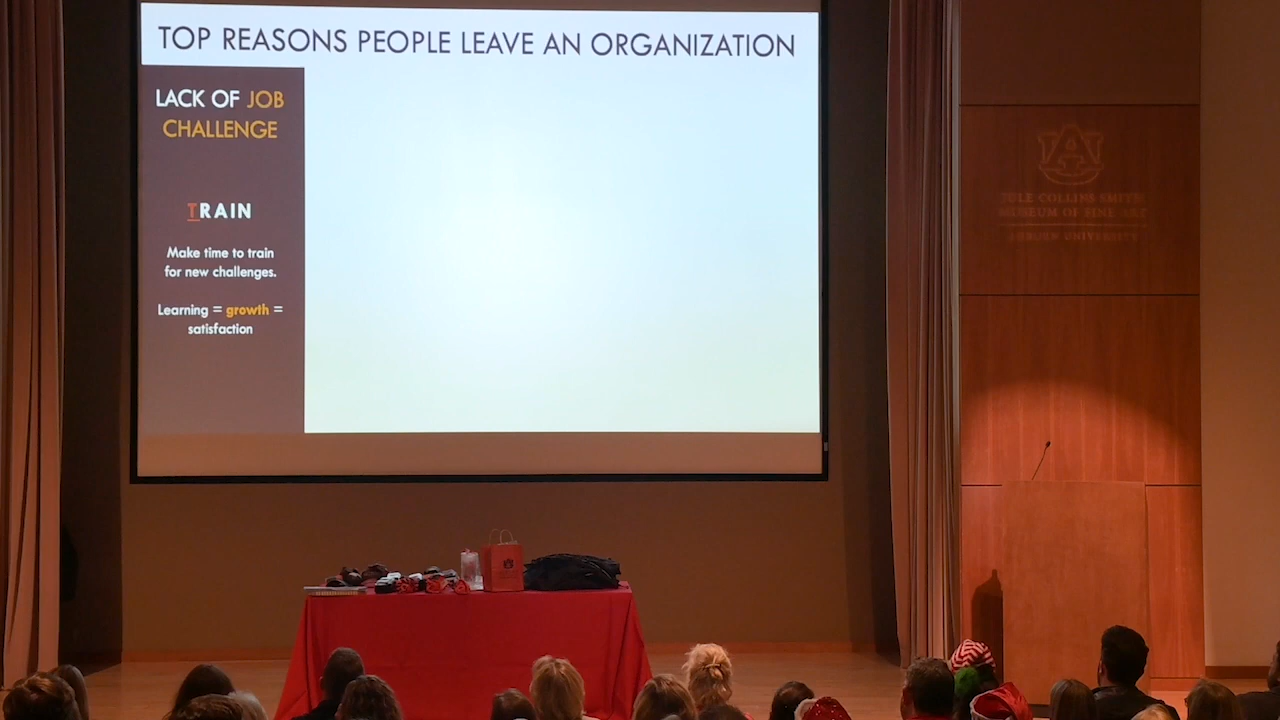 TOP REASONS PEOPLE LEAVE AN ORGANIZATION
LACK OF JOB
CHALLENGE
TRAIN
Make time to train
for new challenges.
Learning = growth =
satisfaction
JULE COLLINS SMITH
MUSEUM OF FINE ART
AUBURN UNIVERSITY